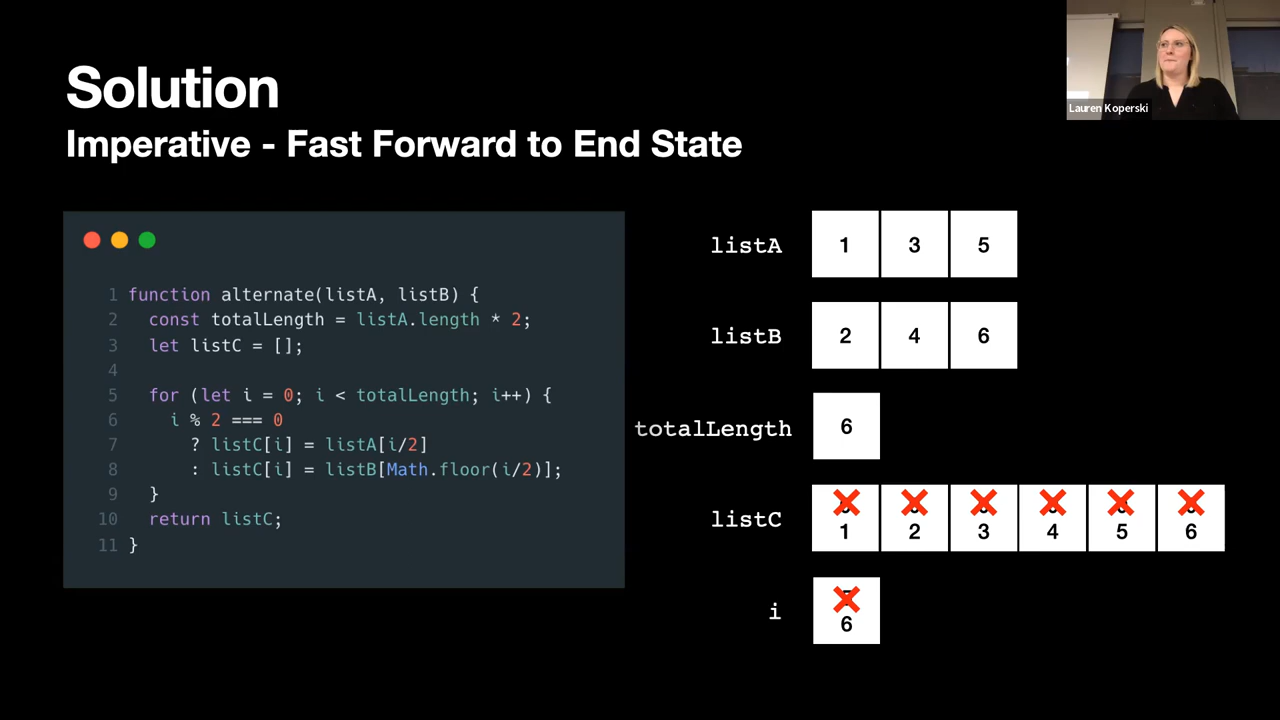 Solution
Imperative - Fast Forward to End State
Lauren Koperski
1 function alternate(listA, listB) {
2 const totalLength = listA.length * 2;
3 let listC = [];
4
5 for (let i = 0; i < totalLength; i++) {
6 i % 2 === 0
7 ? listC[i] = listA[i/2]
8 : listC[i] = listB[Math.floor(i/2)];
9 }
10 return listC;
11 }
listA 1 3 5
listB 2 4 6
totalLength 6
listC 1 2 3 4 5 6
i 6